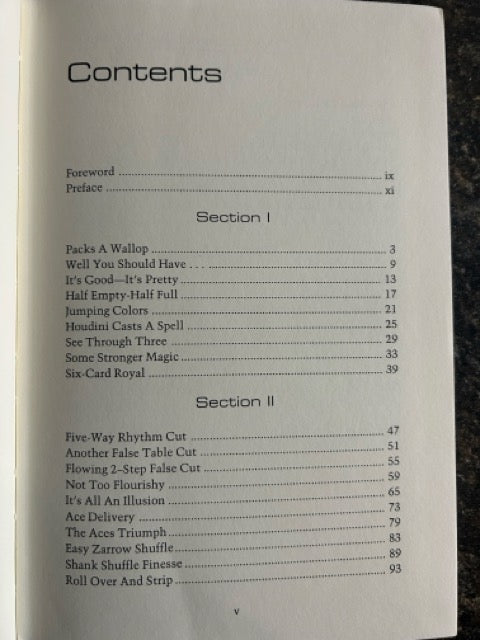 Contents
Foreword ix
Preface xi
Section I
Packs A Wallop 3
Well You Should Have . . . 9
It's Good—It's Pretty 13
Half Empty-Half Full 17
Jumping Colors 21
Houdini Casts A Spell 25
See Through Three 29
Some Stronger Magic 33
Six-Card Royal 39
Section II
Five-Way Rhythm Cut 47
Another False Table Cut 51
Flowing 2–Step False Cut 55
Not Too Flourishy 59
It's All An Illusion 65
Ace Delivery 73
The Aces Triumph 79
Easy Zarrow Shuffle 83
Shank Shuffle Finesse 89
Roll Over And Strip 93
v